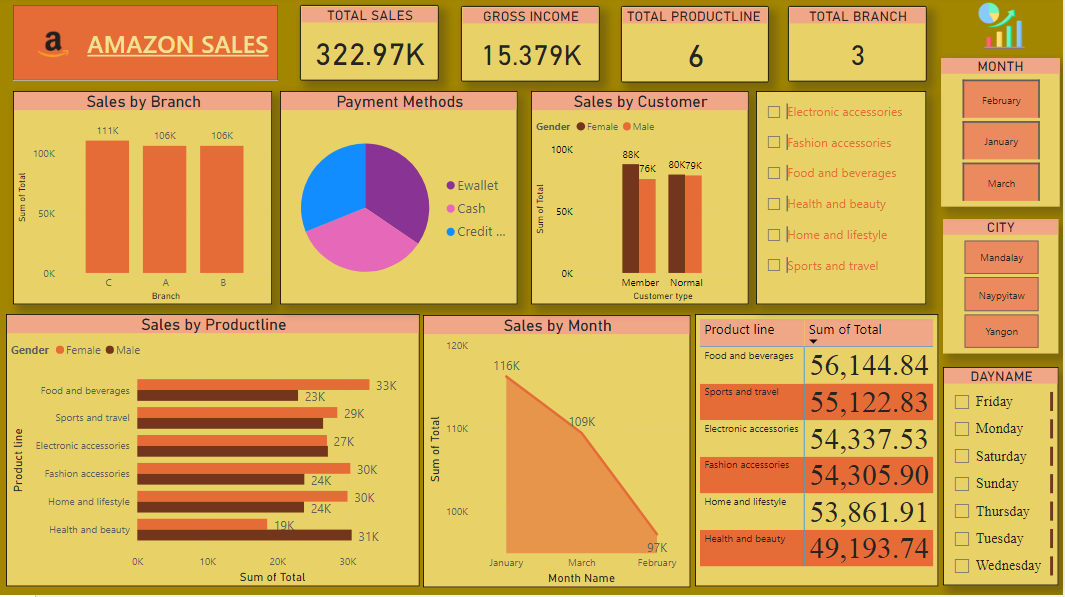 a
AMAZON SALES
TOTAL SALES
322.97K
GROSS INCOME
15.379K
TOTAL PRODUCTLINE
6
TOTAL BRANCH
3
MONTH
February
January
March
CITY
Mandalay
Naypyitaw
Yangon
DAYNAME
Friday
Monday
Saturday
Sunday
Thursday
Tuesday
Wednesday
Sales by Branch
Sum of Total
100K
50K
0K
111K
106K
106K
C A B
Branch
Payment Methods
Ewallet
Cash
Credit ...
Sales by Customer
Gender Female Male
Sum of Total
100K
50K
0K
88K
76K
80K
79K
Member Normal
Customer type
Electronic accessories
Fashion accessories
Food and beverages
Health and beauty
Home and lifestyle
Sports and travel
Sales by Productline
Gender Female Male
Product line
Food and beverages 33K
23K
Sports and travel 29K
Electronic accessories 27K
Fashion accessories 30K
24K
Home and lifestyle 30K
24K
Health and beauty 19K
31K
0K 10K 20K 30K
Sum of Total
Sales by Month
Sum of Total
120K
110K
100K
116K
109K
97K
January March February
Month Name
Product line Sum of Total
Food and beverages 56,144.84
Sports and travel 55,122.83
Electronic accessories 54,337.53
Fashion accessories 54,305.90
Home and lifestyle 53,861.91
Health and beauty 49,193.74